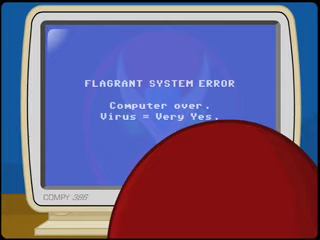 FLAGRANT SYSTEM ERROR
Computer over.
Virus = Very Yes.
COMPY 386